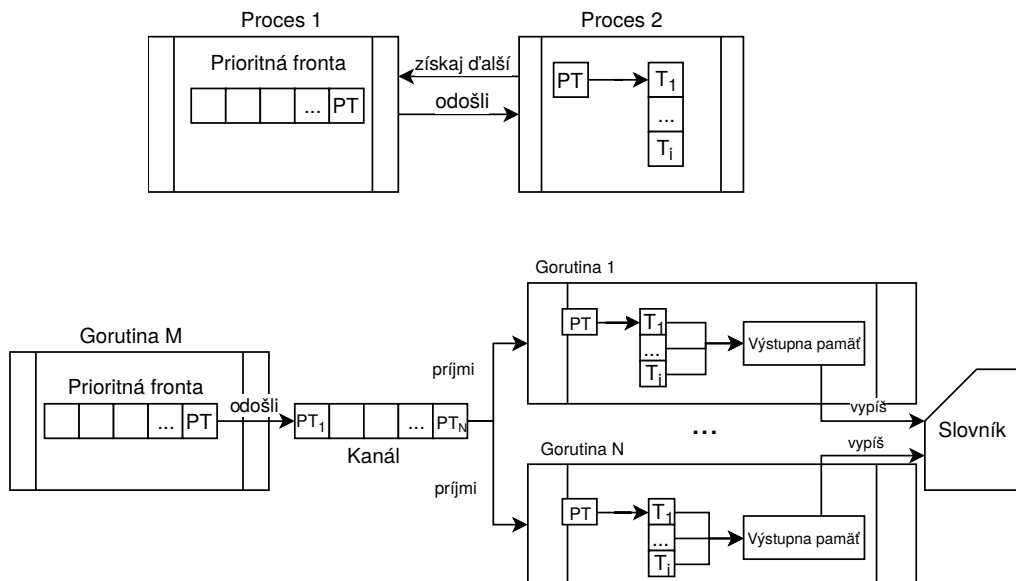 Proces 1
Prioritná fronta
... PT
získaj ďalší
odošli
Proces 2
PT
T1
...
Ti
Gorutina M
Prioritná fronta
... PT
odošli
PT1 ... PTN
Kanál
príjmi
príjmi
Gorutina 1
PT
T1
...
Ti
Výstupna pamäť
vypíš
...
Gorutina N
PT
T1
...
Ti
Výstupna pamäť
vypíš
Slovník